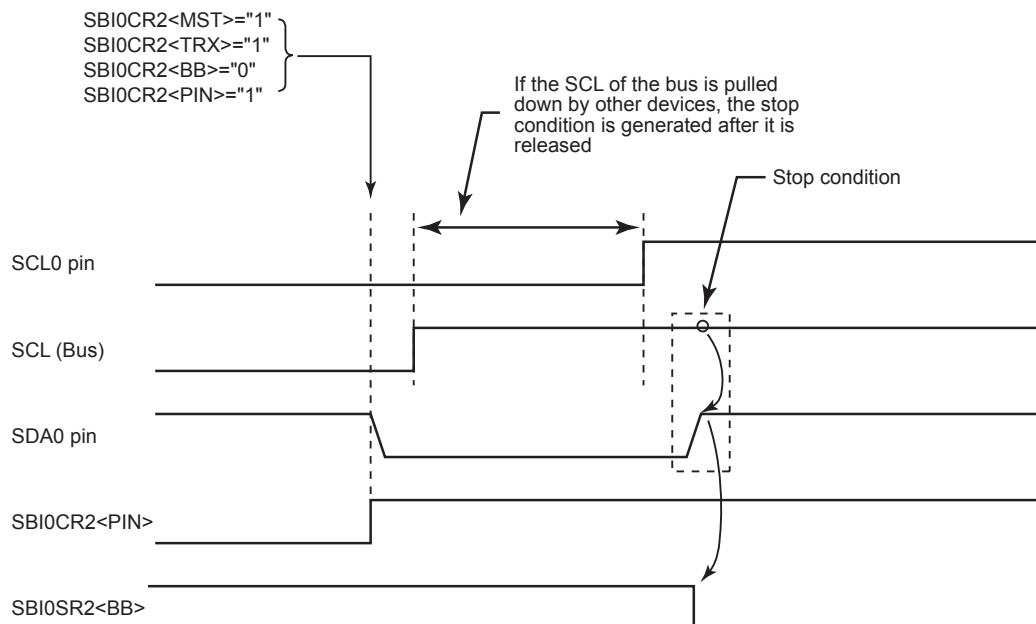 SBI0CR2<MST>="1"
SBI0CR2<TRX>="1"
SBI0CR2<BB>="0"
SBI0CR2<PIN>="1"
If the SCL of the bus is pulled
down by other devices, the stop
condition is generated after it is
released
Stop condition
SCL0 pin
SCL (Bus)
SDA0 pin
SBI0CR2<PIN>
SBI0SR2<BB>